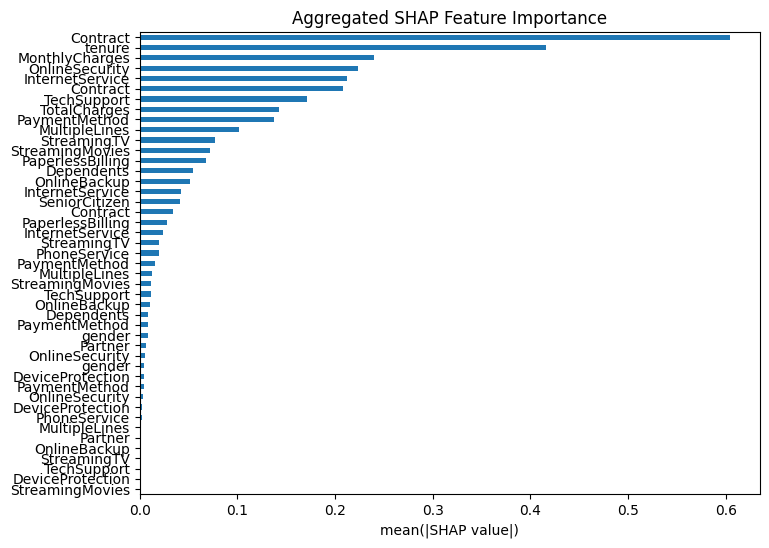 Aggregated SHAP Feature Importance
Contract
tenure
MonthlyCharges
OnlineSecurity
InternetService
Contract
TechSupport
TotalCharges
PaymentMethod
MultipleLines
StreamingTV
StreamingMovies
PaperlessBilling
Dependents
OnlineBackup
InternetService
SeniorCitizen
Contract
PaperlessBilling
InternetService
StreamingTV
PhoneService
PaymentMethod
MultipleLines
StreamingMovies
TechSupport
OnlineBackup
Dependents
PaymentMethod
gender
Partner
OnlineSecurity
gender
DeviceProtection
PaymentMethod
OnlineSecurity
DeviceProtection
PhoneService
MultipleLines
Partner
OnlineBackup
StreamingTV
TechSupport
DeviceProtection
StreamingMovies
0.0 0.1 0.2 0.3 0.4 0.5 0.6
mean(|SHAP value|)